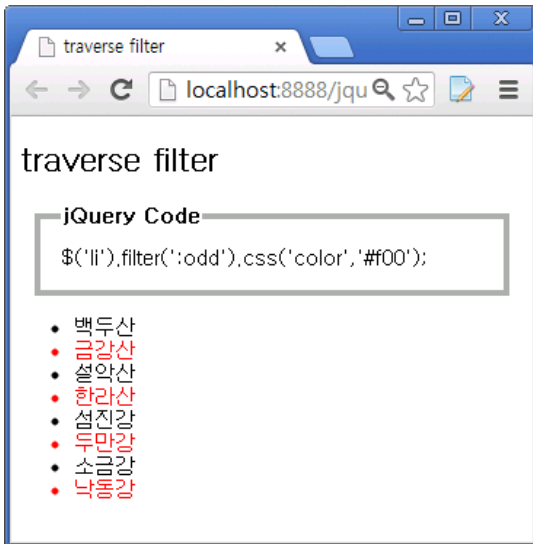 traverse filter
localhost:8888/jqu
traverse filter
jQuery Code
$('li').filter(':odd').css('color','#f00');
백두산
금강산
설악산
한라산
섬진강
두만강
소금강
낙동강